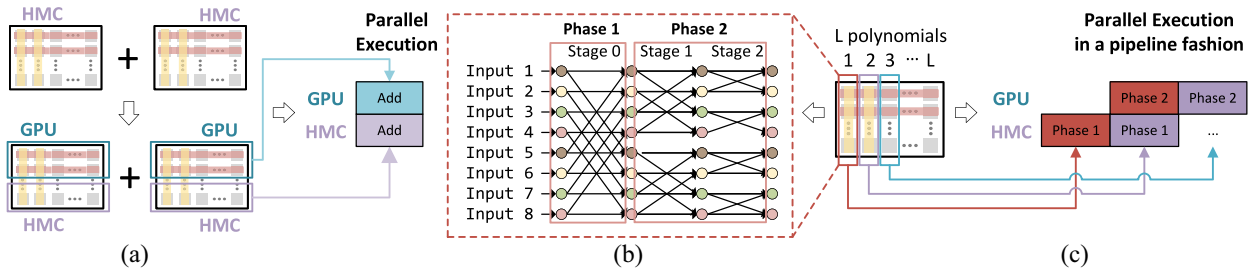 HMC
HMC
GPU
GPU
HMC
HMC
Parallel
Execution
GPU
Add
HMC
Add
(a)
Phase 1
Phase 2
Stage 0
Stage 1
Stage 2
Input 1
Input 2
Input 3
Input 4
Input 5
Input 6
Input 7
Input 8
(b)
L polynomials
1 2 3 ··· L
Parallel Execution
in a pipeline fashion
GPU
Phase 2
Phase 2
HMC
Phase 1
Phase 1
...
...
(c)